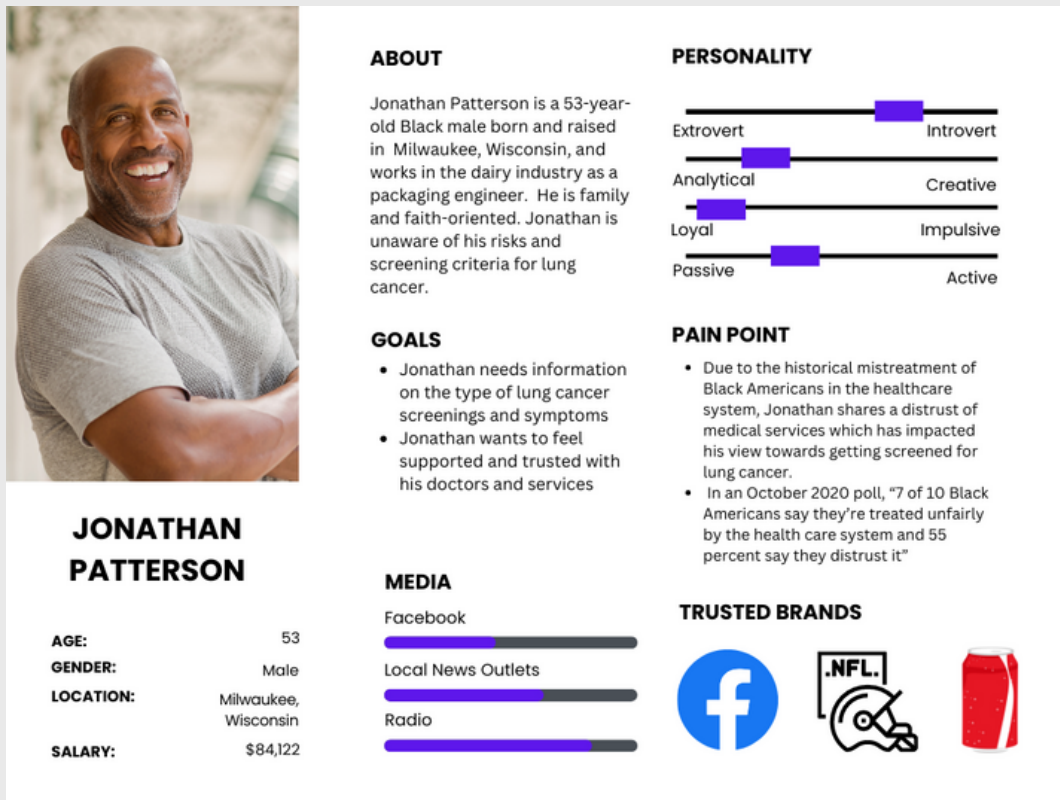 JONATHAN
PATTERSON
AGE: 53
GENDER: Male
LOCATION: Milwaukee,
Wisconsin
SALARY: $84,122
ABOUT
Jonathan Patterson is a 53-year-
old Black male born and raised
in  Milwaukee, Wisconsin, and
works in the dairy industry as a
packaging engineer.  He is family
and faith-oriented. Jonathan is
unaware of his risks and
screening criteria for lung
cancer.
GOALS
• Jonathan needs information
on the type of lung cancer
screenings and symptoms
• Jonathan wants to feel
supported and trusted with
his doctors and services
MEDIA
Facebook
Local News Outlets
Radio
PERSONALITY
Extrovert Introvert
Analytical Creative
Loyal Impulsive
Passive Active
PAIN POINT
• Due to the historical mistreatment of
Black Americans in the healthcare
system, Jonathan shares a distrust of
medical services which has impacted
his view towards getting screened for
lung cancer.
• In an October 2020 poll, “7 of 10 Black
Americans say they’re treated unfairly
by the health care system and 55
percent say they distrust it”
TRUSTED BRANDS
f
.NFL.